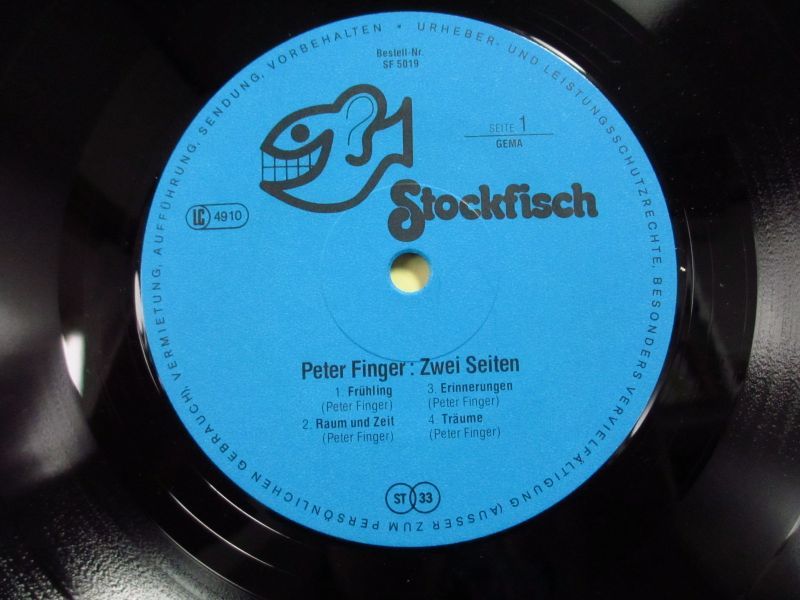 Bestell-Nr.
SF 5019
SEITE 1
GEMA
Stockfisch
LC 4910
Peter Finger : Zwei Seiten
1. Frühling
(Peter Finger)
2. Raum und Zeit
(Peter Finger)
3. Erinnerungen
(Peter Finger)
4. Träume
(Peter Finger)
ST 33
URHEBER- UND LEISTUNGSSCHUTZRECHTE, BESONDERS VERVIELFÄLTIGUNG (AUSSER ZUM PERSÖNLICHEN GEBRAUCH), VERMIETUNG, AUFFÜHRUNG, SENDUNG, VORBEHALTEN •